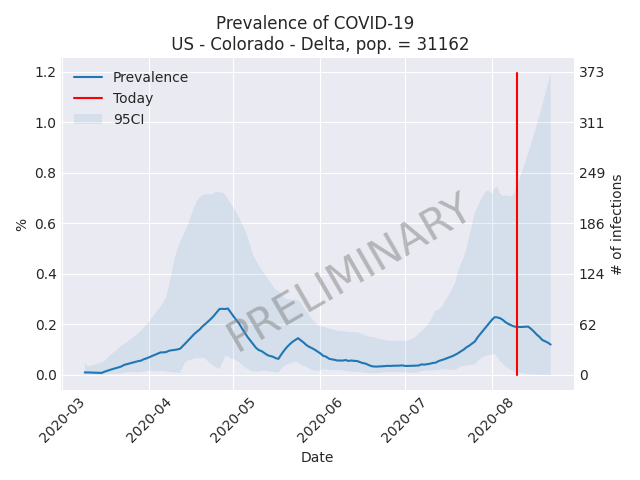 Prevalence of COVID-19
US - Colorado - Delta, pop. = 31162
Prevalence
Today
95CI
1.2
1.0
0.8
0.6
0.4
0.2
0.0
%
373
311
249
186
124
62
0
# of infections
PRELIMINARY
2020-03
2020-04
2020-05
2020-06
2020-07
2020-08
Date